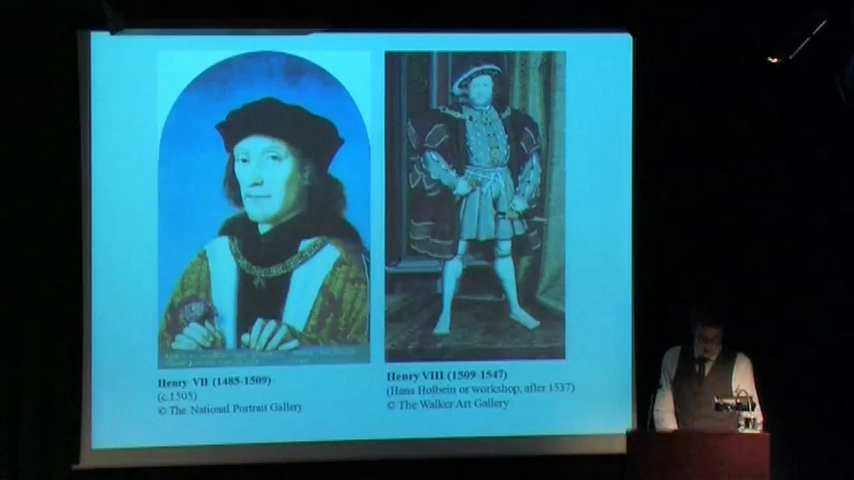 Henry VII (1485-1509)
(c.1505)
© The National Portrait Gallery
Henry VIII (1509-1547)
(Hans Holbein or workshop, after 1537)
© The Walker Art Gallery